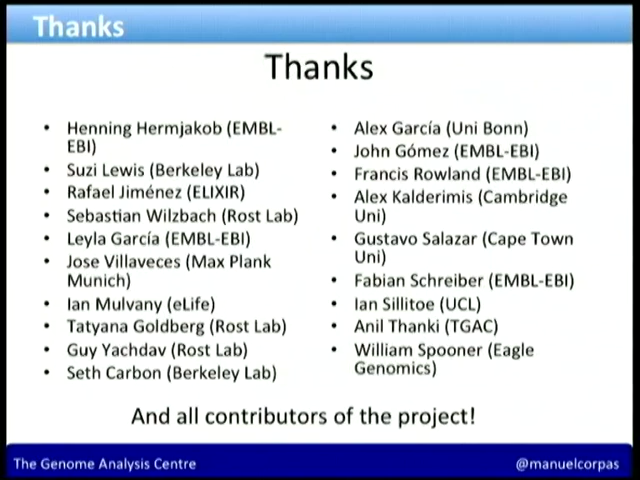 Thanks
Thanks
• Henning Hermjakob (EMBL-
EBI)
• Suzi Lewis (Berkeley Lab)
• Rafael Jiménez (ELIXIR)
• Sebastian Wilzbach (Rost Lab)
• Leyla García (EMBL-EBI)
• Jose Villaveces (Max Plank
Munich)
• Ian Mulvany (eLife)
• Tatyana Goldberg (Rost Lab)
• Guy Yachdav (Rost Lab)
• Seth Carbon (Berkeley Lab)
• Alex García (Uni Bonn)
• John Gómez (EMBL-EBI)
• Francis Rowland (EMBL-EBI)
• Alex Kalderimis (Cambridge
Uni)
• Gustavo Salazar (Cape Town
Uni)
• Fabian Schreiber (EMBL-EBI)
• Ian Sillitoe (UCL)
• Anil Thanki (TGAC)
• William Spooner (Eagle
Genomics)
And all contributors of the project!
The Genome Analysis Centre
@manuelcorpas